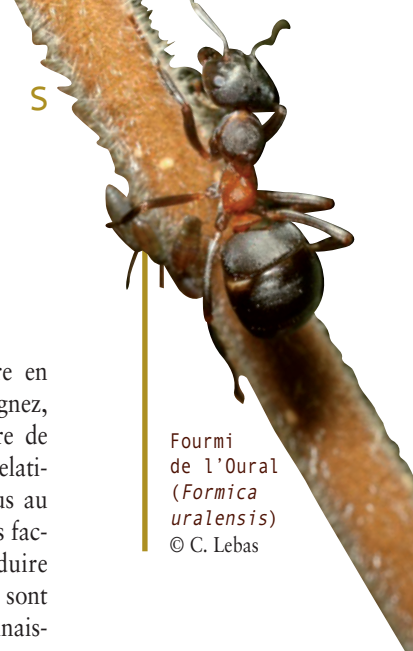 S
re en
gnez,
re de
elati-
us au
s fac-
duire
sont
nais-
Fourmi
de l'Oural
(Formica
uralensis)
© C. Lebas